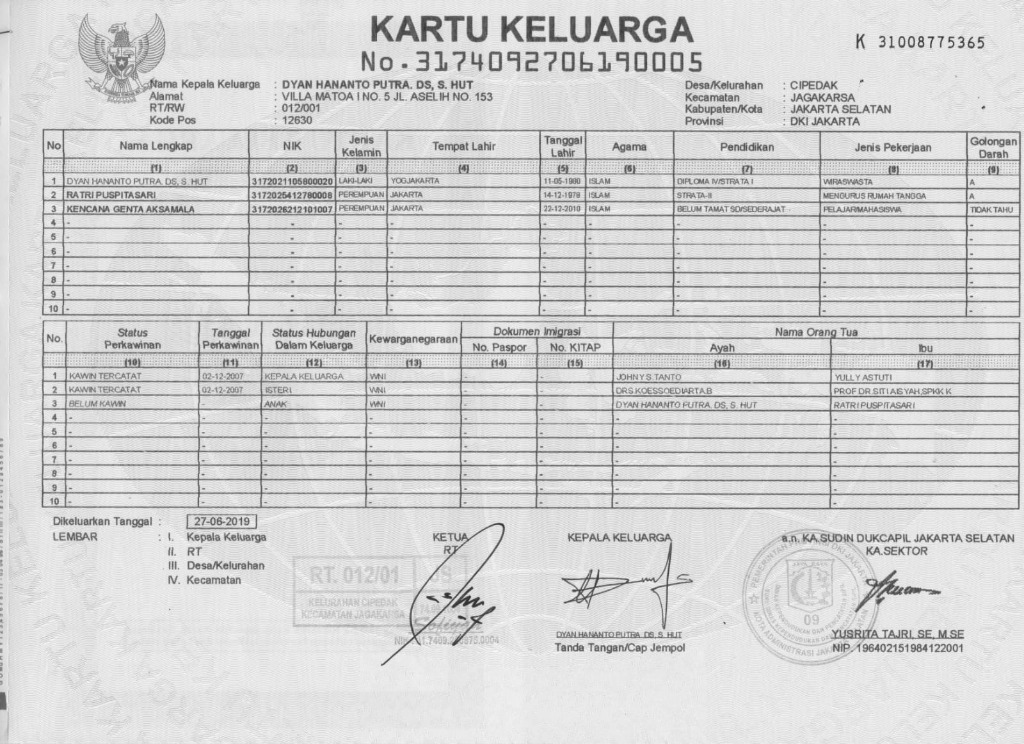 KARTU KELUARGA
No. 3174092706190005
K 31008775365
Nama Kepala Keluarga : DYAN HANANTO PUTRA. DS, S. HUT
Alamat : VILLA MATOA I NO. 5 JL. ASELIH NO. 153
RT/RW : 012/001
Kode Pos : 12630
Desa/Kelurahan : CIPEDAK
Kecamatan : JAGAKARSA
Kabupaten/Kota : JAKARTA SELATAN
Provinsi : DKI JAKARTA
No Nama Lengkap NIK Jenis Kelamin Tempat Lahir Tanggal Lahir Agama Pendidikan Jenis Pekerjaan Golongan Darah
(1) (2) (3) (4) (5) (6) (7) (8) (9)
1 DYAN HANANTO PUTRA. DS, S. HUT 3172021105800020 LAKI-LAKI YOGJAKARTA 11-05-1980 ISLAM DIPLOMA IV/STRATA I WIRASWASTA A
2 RATRI PUSPITASARI 3172025412780008 PEREMPUAN JAKARTA 14-12-1978 ISLAM STRATA-II MENGURUS RUMAH TANGGA A
3 KENCANA GENTA AKSAMALA 3172026212101007 PEREMPUAN JAKARTA 22-12-2010 ISLAM BELUM TAMAT SD/SEDERAJAT PELAJAR/MAHASISWA TIDAK TAHU
4 - - - - - - - - -
5 - - - - - - - - -
6 - - - - - - - - -
7 - - - - - - - - -
8 - - - - - - - - -
9 - - - - - - - - -
10 - - - - - - - - -
No. Status Perkawinan Tanggal Perkawinan Status Hubungan Dalam Keluarga Kewarganegaraan Dokumen Imigrasi Nama Orang Tua
No. Paspor No. KITAP Ayah Ibu
(10) (11) (12) (13) (14) (15) (16) (17)
1 KAWIN TERCATAT 02-12-2007 KEPALA KELUARGA WNI JOHNY S.TANTO YULLY ASTUTI
2 KAWIN TERCATAT 02-12-2007 ISTERI WNI DRS.KOESSOEDIARTA.B PROF.DR.SITI AISYAH,SPKK K
3 BELUM KAWIN - ANAK WNI DYAN HANANTO PUTRA. DS, S. HUT RATRI PUSPITASARI
4 - - - - - - - -
5 - - - - - - - -
6 - - - - - - - -
7 - - - - - - - -
8 - - - - - - - -
9 - - - - - - - -
10 - - - - - - - -
Dikeluarkan Tanggal : 27-06-2019
LEMBAR : I. Kepala Keluarga
II. RT
III. Desa/Kelurahan
IV. Kecamatan
KETUA RT
RT. 012/01 JS
KELURAHAN CIPEDAK
KECAMATAN JAGAKARSA
KEPALA KELUARGA
DYAN HANANTO PUTRA. DS, S. HUT
Tanda Tangan/Cap Jempol
a.n. KA.SUDIN DUKCAPIL JAKARTA SELATAN
KA.SEKTOR
09
YUSRITA TAJRI, SE, M.SE
NIP. 196402151984122001